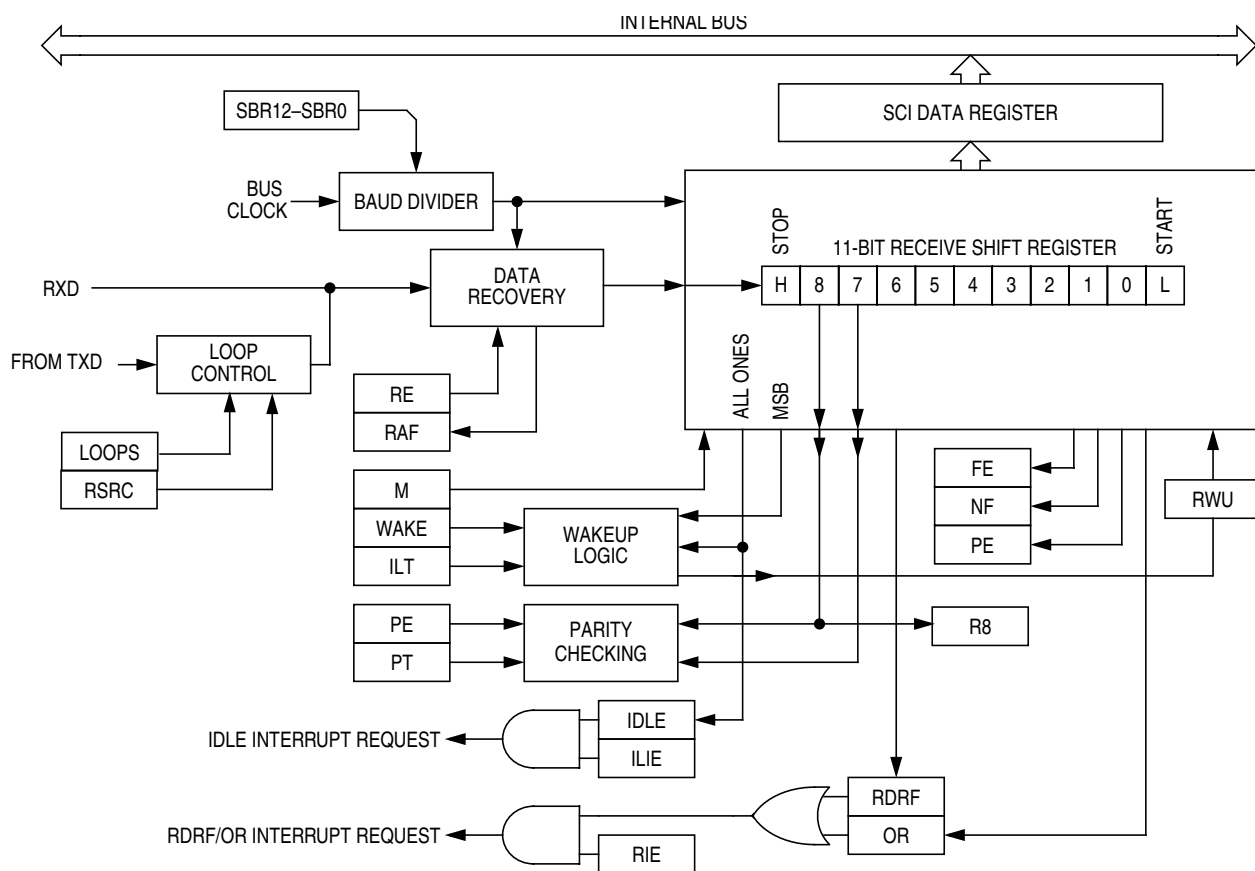 INTERNAL BUS
SBR12–SBR0
SCI DATA REGISTER
BUS
CLOCK
BAUD DIVIDER
STOP
11-BIT RECEIVE SHIFT REGISTER
START
RXD
DATA
RECOVERY
H 8 7 6 5 4 3 2 1 0 L
FROM TXD
LOOP
CONTROL
ALL ONES
MSB
RE
RAF
LOOPS
RSRC
M
WAKE
ILT
WAKEUP
LOGIC
FE
NF
PE
RWU
PE
PT
PARITY
CHECKING
R8
IDLE INTERRUPT REQUEST
IDLE
ILIE
RDRF/OR INTERRUPT REQUEST
RDRF
OR
RIE